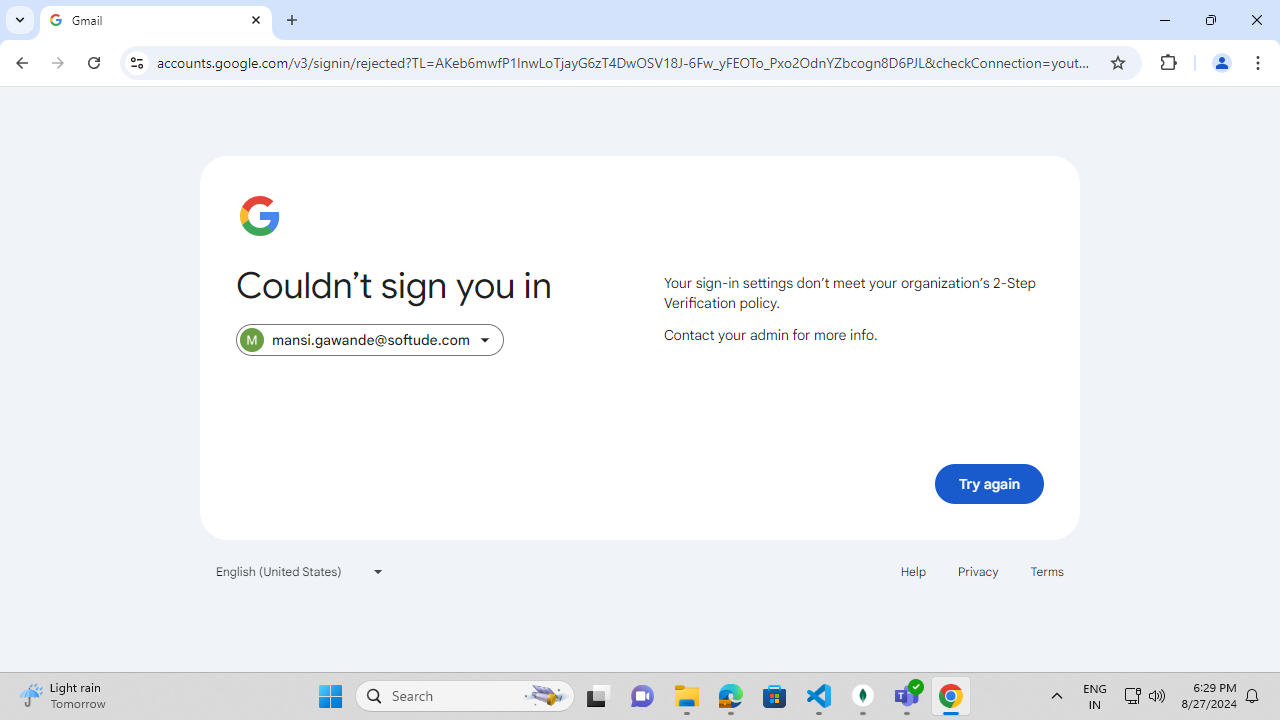 Gmail
accounts.google.com/v3/signin/rejected?TL=AKeb6mwfP1InwLoTjayG6zT4DwOSV18J-6Fw_yFEOTo_Pxo2OdnYZbcogn8D6PJL&checkConnection=yout...
Couldn’t sign you in
M mansi.gawande@softude.com
Your sign-in settings don’t meet your organization’s 2-Step
Verification policy.
Contact your admin for more info.
Try again
English (United States)
Help Privacy Terms
Light rain
Tomorrow
Search
ENG
IN
6:29 PM
8/27/2024